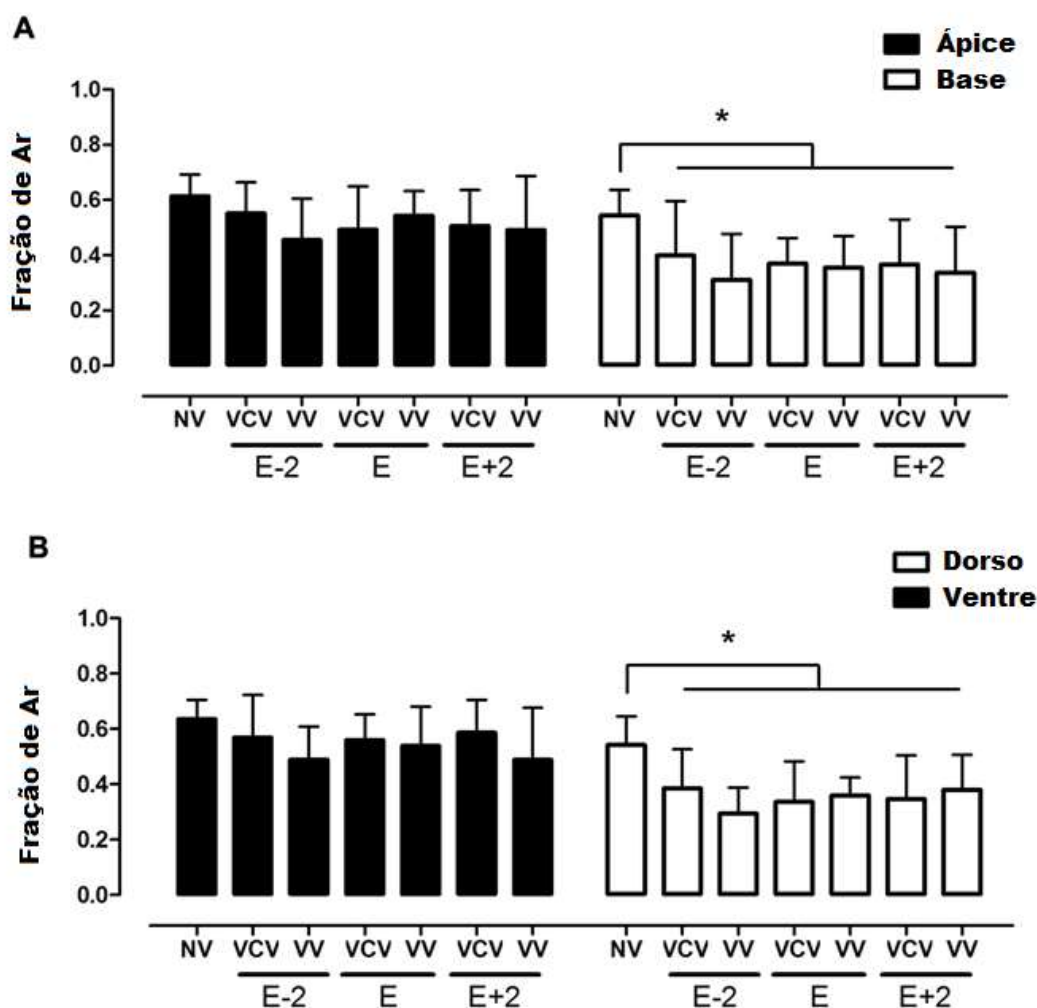 A
Ápice
Base
Fração de Ar
1.0
*
0.8
0.6
0.4
0.2
0.0
NV VCV VV VCV VV VCV VV NV VCV VV VCV VV VCV VV
E-2 E E+2 E-2 E E+2
B
Dorso
Ventre
Fração de Ar
1.0
*
0.8
0.6
0.4
0.2
0.0
NV VCV VV VCV VV VCV VV NV VCV VV VCV VV VCV VV
E-2 E E+2 E-2 E E+2